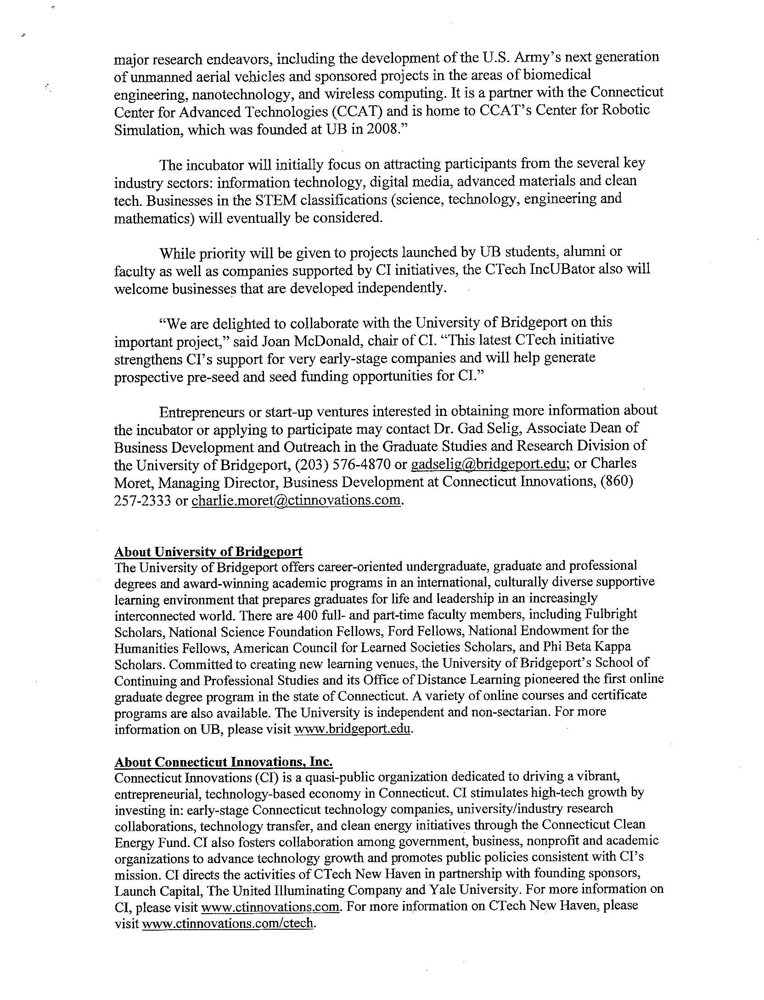 major research endeavors, including the development of the U.S. Army's next generation
of unmanned aerial vehicles and sponsored projects in the areas of biomedical
engineering, nanotechnology, and wireless computing. It is a partner with the Connecticut
Center for Advanced Technologies (CCAT) and is home to CCAT's Center for Robotic
Simulation, which was founded at UB in 2008.”
The incubator will initially focus on attracting participants from the several key
industry sectors: information technology, digital media, advanced materials and clean
tech. Businesses in the STEM classifications (science, technology, engineering and
mathematics) will eventually be considered.
While priority will be given to projects launched by UB students, alumni or
faculty as well as companies supported by CI initiatives, the CTech IncUBator also will
welcome businesses that are developed independently.
“We are delighted to collaborate with the University of Bridgeport on this
important project,” said Joan McDonald, chair of CI. “This latest CTech initiative
strengthens CI's support for very early-stage companies and will help generate
prospective pre-seed and seed funding opportunities for CI.”
Entrepreneurs or start-up ventures interested in obtaining more information about
the incubator or applying to participate may contact Dr. Gad Selig, Associate Dean of
Business Development and Outreach in the Graduate Studies and Research Division of
the University of Bridgeport, (203) 576-4870 or gadselig@bridgeport.edu; or Charles
Moret, Managing Director, Business Development at Connecticut Innovations, (860)
257-2333 or charlie.moret@ctinnovations.com.
About University of Bridgeport
The University of Bridgeport offers career-oriented undergraduate, graduate and professional
degrees and award-winning academic programs in an international, culturally diverse supportive
learning environment that prepares graduates for life and leadership in an increasingly
interconnected world. There are 400 full- and part-time faculty members, including Fulbright
Scholars, National Science Foundation Fellows, Ford Fellows, National Endowment for the
Humanities Fellows, American Council for Learned Societies Scholars, and Phi Beta Kappa
Scholars. Committed to creating new learning venues, the University of Bridgeport's School of
Continuing and Professional Studies and its Office of Distance Learning pioneered the first online
graduate degree program in the state of Connecticut. A variety of online courses and certificate
programs are also available. The University is independent and non-sectarian. For more
information on UB, please visit www.bridgeport.edu.
About Connecticut Innovations, Inc.
Connecticut Innovations (CI) is a quasi-public organization dedicated to driving a vibrant,
entrepreneurial, technology-based economy in Connecticut. CI stimulates high-tech growth by
investing in: early-stage Connecticut technology companies, university/industry research
collaborations, technology transfer, and clean energy initiatives through the Connecticut Clean
Energy Fund. CI also fosters collaboration among government, business, nonprofit and academic
organizations to advance technology growth and promotes public policies consistent with CI's
mission. CI directs the activities of CTech New Haven in partnership with founding sponsors,
Launch Capital, The United Illuminating Company and Yale University. For more information on
CI, please visit www.ctinnovations.com. For more information on CTech New Haven, please
visit www.ctinnovations.com/ctech.